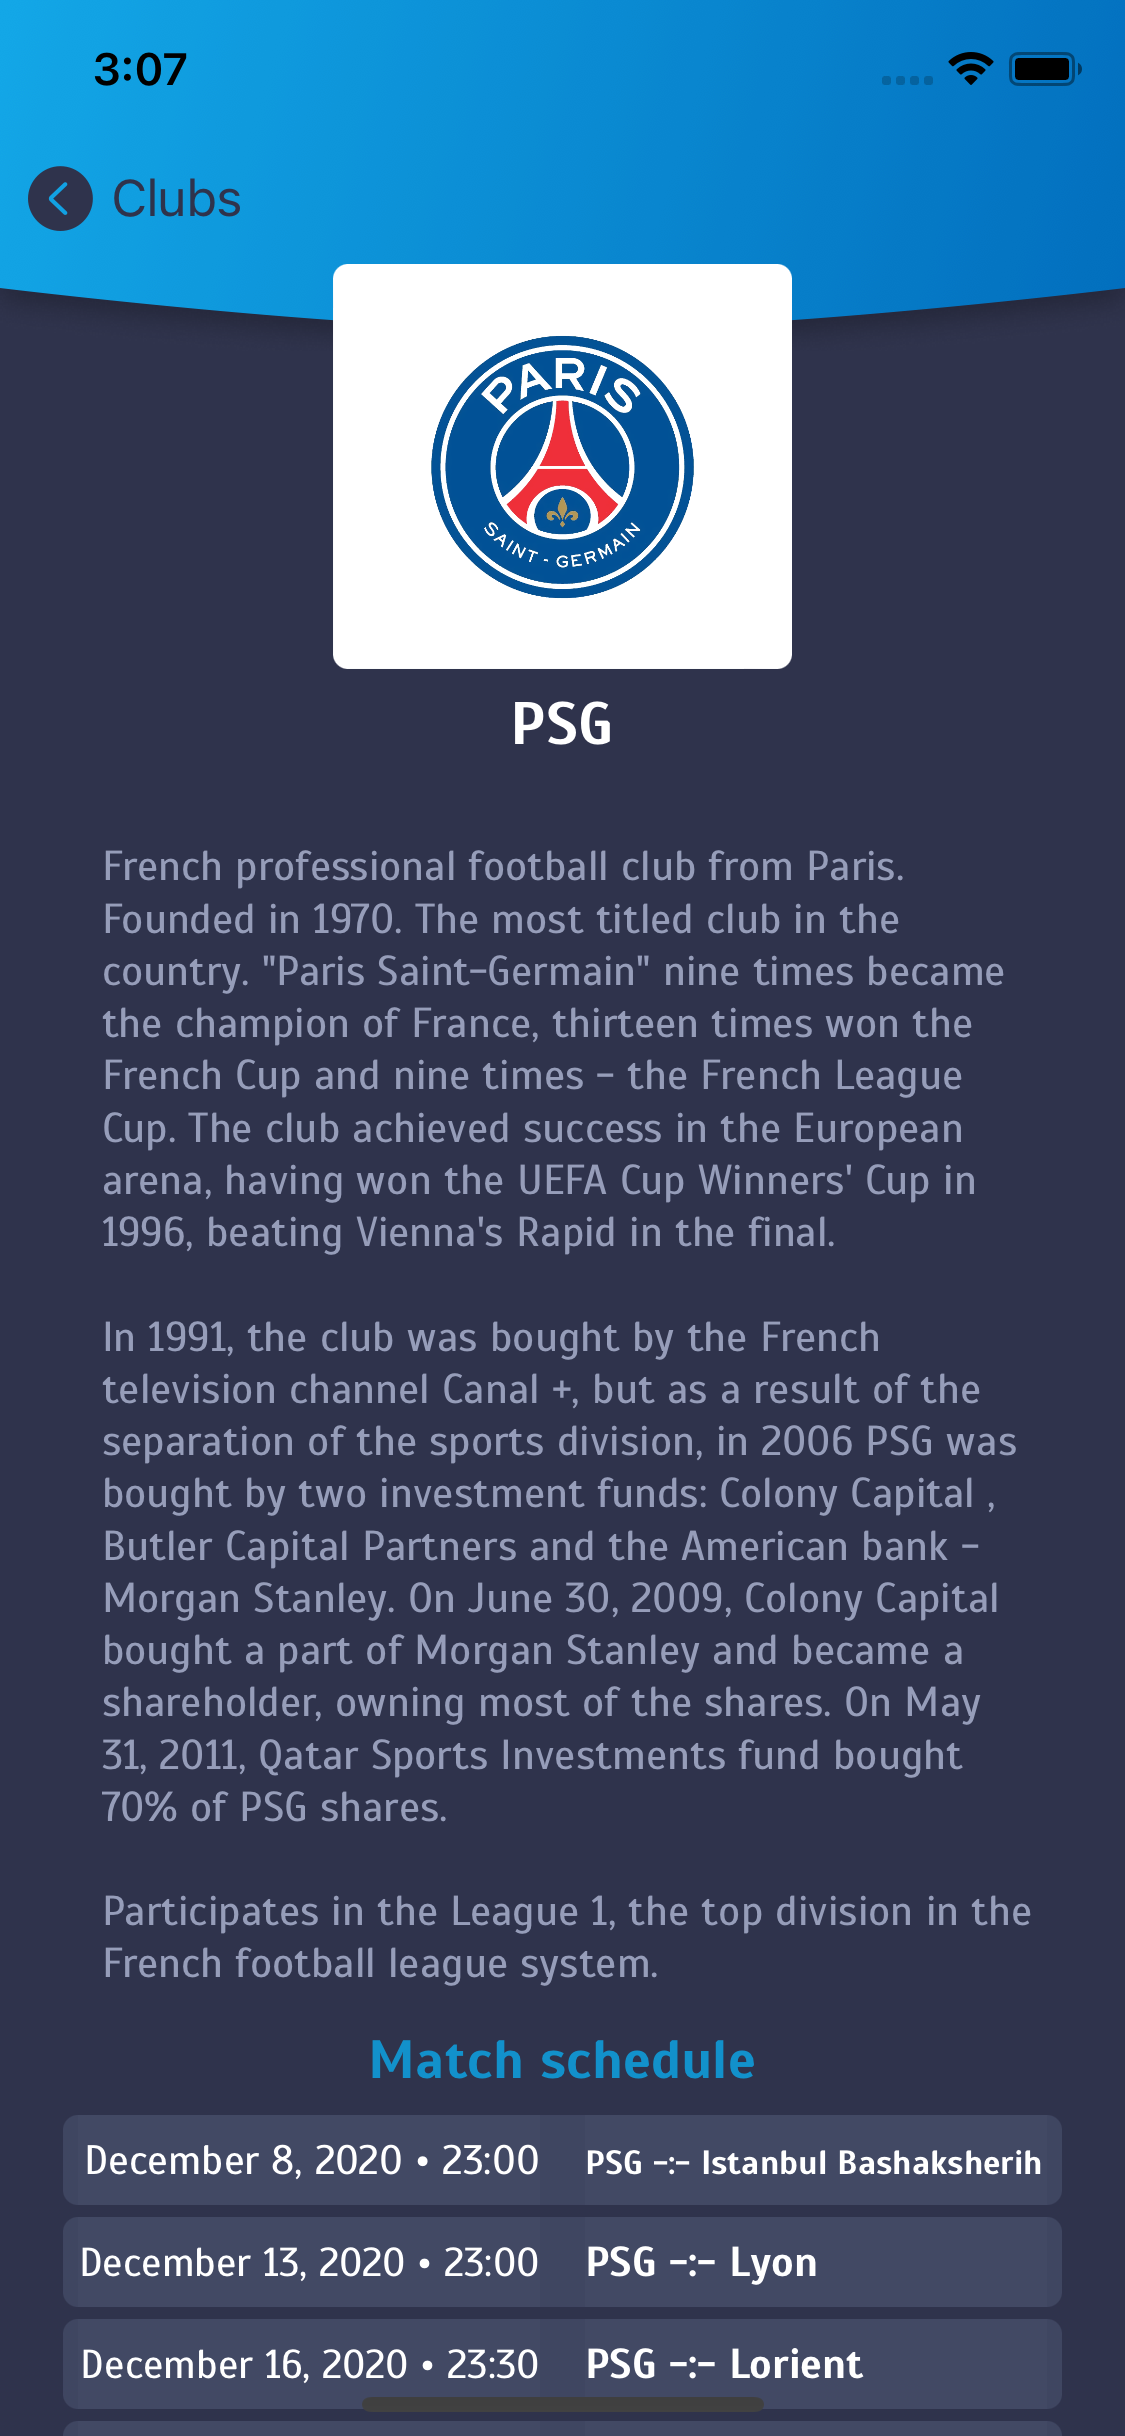 3:07
Clubs
PARIS
SAINT - GERMAIN
PSG
French professional football club from Paris.
Founded in 1970. The most titled club in the
country. "Paris Saint-Germain" nine times became
the champion of France, thirteen times won the
French Cup and nine times - the French League
Cup. The club achieved success in the European
arena, having won the UEFA Cup Winners' Cup in
1996, beating Vienna's Rapid in the final.
In 1991, the club was bought by the French
television channel Canal +, but as a result of the
separation of the sports division, in 2006 PSG was
bought by two investment funds: Colony Capital ,
Butler Capital Partners and the American bank -
Morgan Stanley. On June 30, 2009, Colony Capital
bought a part of Morgan Stanley and became a
shareholder, owning most of the shares. On May
31, 2011, Qatar Sports Investments fund bought
70% of PSG shares.
Participates in the League 1, the top division in the
French football league system.
Match schedule
December 8, 2020 • 23:00 PSG -:- Istanbul Bashaksherih
December 13, 2020 • 23:00 PSG -:- Lyon
December 16, 2020 • 23:30 PSG -:- Lorient